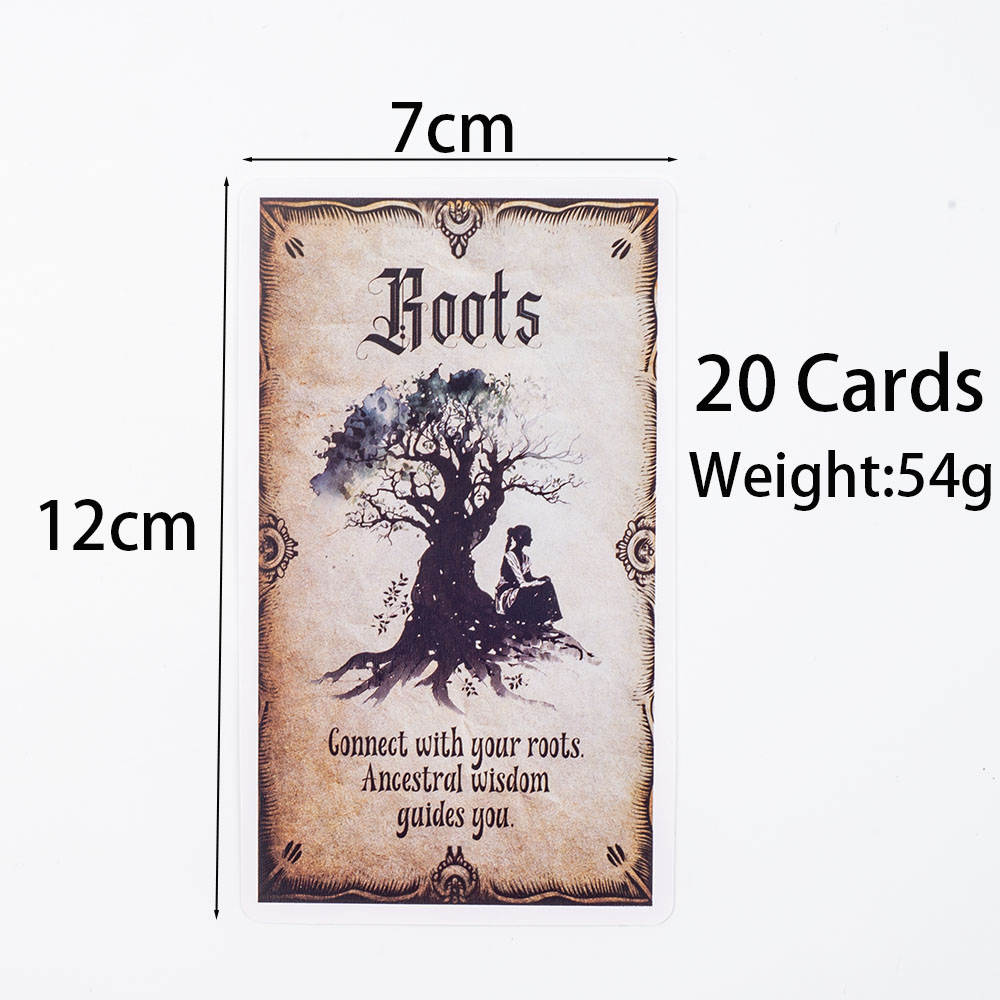 7cm
Roots
20 Cards
Weight:54g
12cm
Connect with your roots.
Ancestral wisdom
guides you.